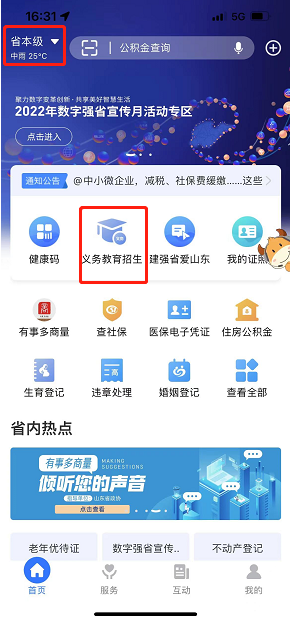 16:31
5G
省本级
中雨 25°C
公积金查询
聚力数字变革创新·共享美好智慧生活
2022年数字强省宣传月活动专区
点击进入
通知公告
@中小微企业，减税、社保费缓缴......这些
健康码
义务教育招生
建强省爱山东
我的证照
有事多商量
查社保
医保电子凭证
住房公积金
生育登记
违章处理
婚姻登记
查看全部
省内热点
有事多商量
MAKING
SUGGESTIONS
倾听您的声音
山东省政协
点击查看
老年优待证
数字强省宣传..
不动产登记
首页
服务
互动
我的